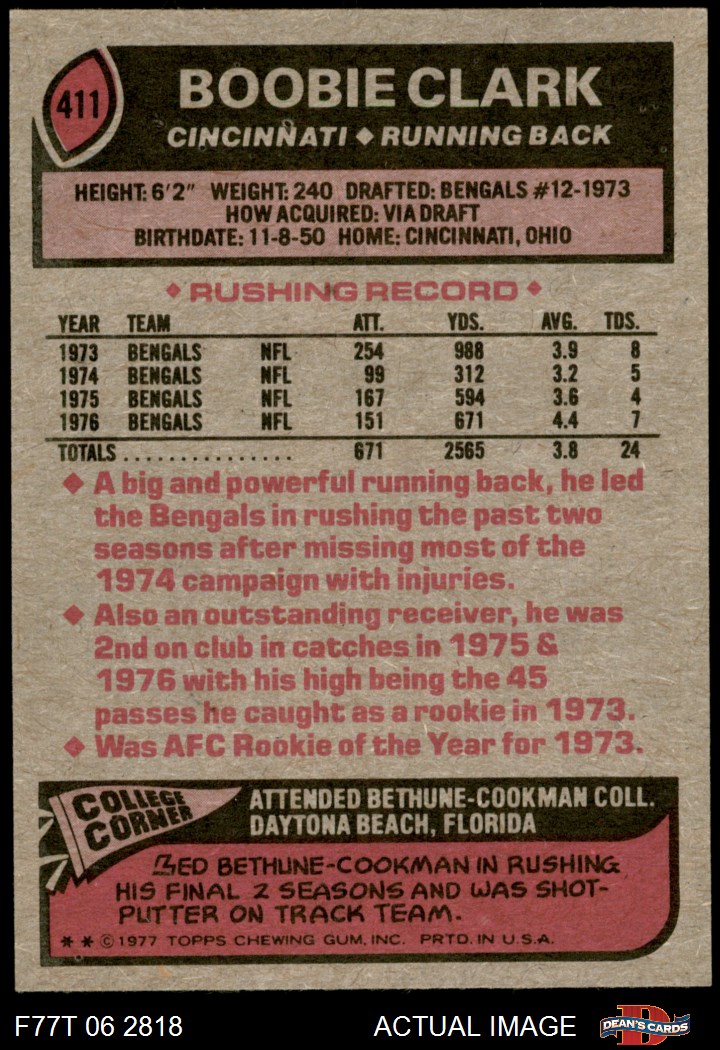 411
BOOBIE CLARK
CINCINNATI ◆ RUNNING BACK
HEIGHT: 6'2" WEIGHT: 240 DRAFTED: BENGALS #12-1973
HOW ACQUIRED: VIA DRAFT
BIRTHDATE: 11-8-50 HOME: CINCINNATI, OHIO
◆ RUSHING RECORD ◆
YEAR TEAM ATT. YDS. AVG. TDS.
1973 BENGALS NFL 254 988 3.9 8
1974 BENGALS NFL 99 312 3.2 5
1975 BENGALS NFL 167 594 3.6 4
1976 BENGALS NFL 151 671 4.4 7
TOTALS ................ 671 2565 3.8 24
◆ A big and powerful running back, he led
the Bengals in rushing the past two
seasons after missing most of the
1974 campaign with injuries.
◆ Also an outstanding receiver, he was
2nd on club in catches in 1975 &
1976 with his high being the 45
passes he caught as a rookie in 1973.
◆ Was AFC Rookie of the Year for 1973.
COLLEGE
CORNER
ATTENDED BETHUNE-COOKMAN COLL.
DAYTONA BEACH, FLORIDA
LED BETHUNE-COOKMAN IN RUSHING
HIS FINAL 2 SEASONS AND WAS SHOT-
PUTTER ON TRACK TEAM.
* * © 1977 TOPPS CHEWING GUM, INC. PRTD. IN U.S.A.
F77T 06 2818
ACTUAL IMAGE
D
DEAN'S CARDS